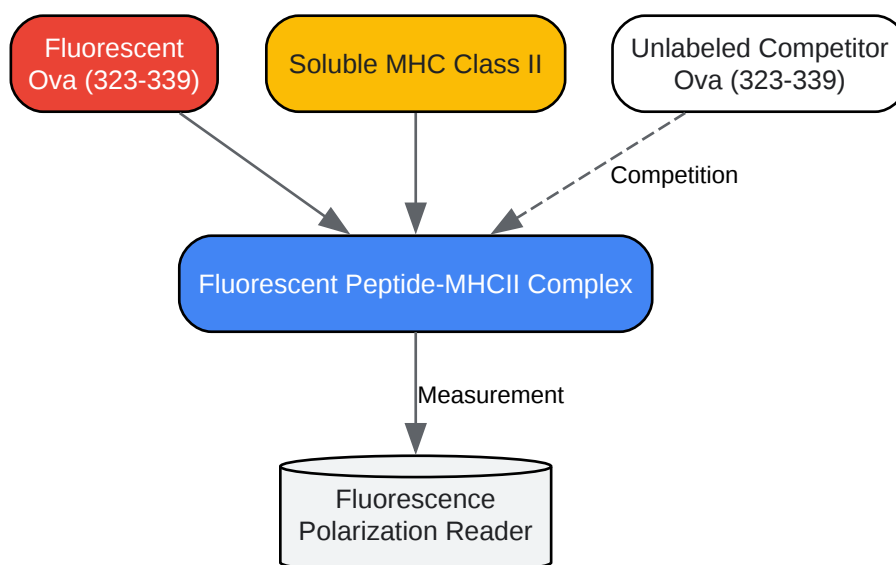 Fluorescent
Ova (323-339)
Soluble MHC Class II
Unlabeled Competitor
Ova (323-339)
Competition
Fluorescent Peptide-MHCII Complex
Measurement
Fluorescence
Polarization Reader